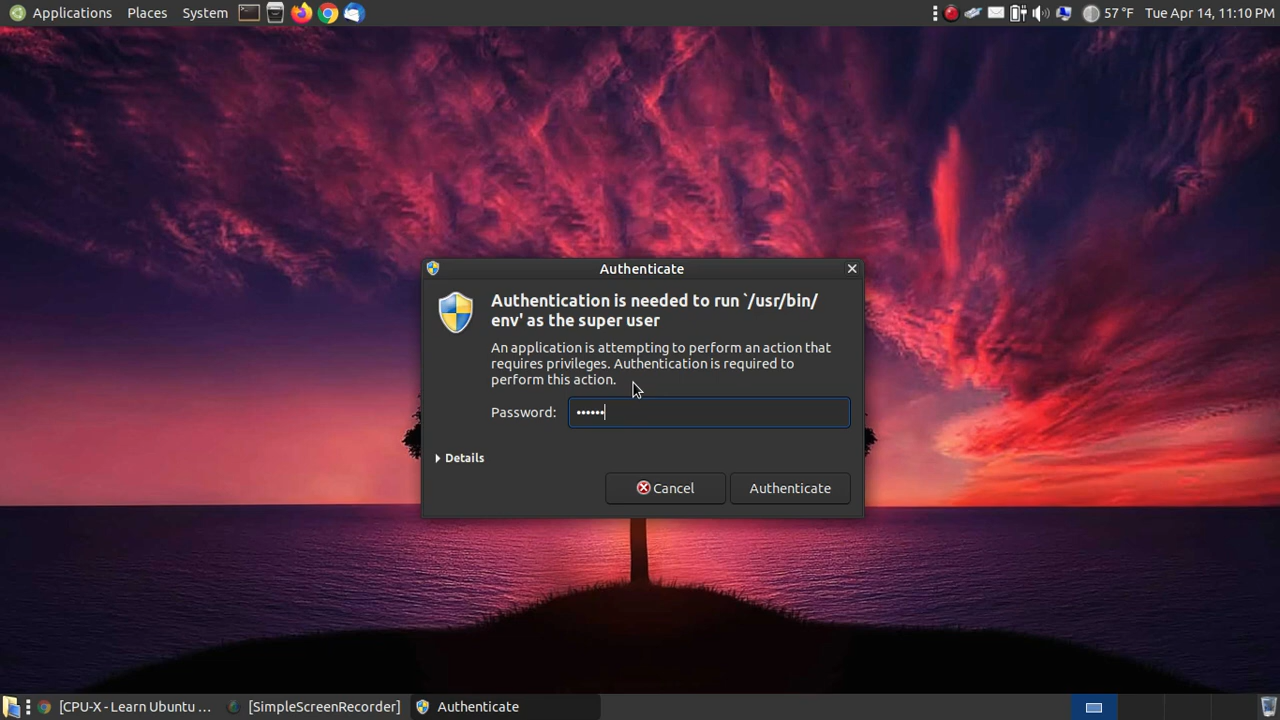 Applications Places System 57 °F Tue Apr 14, 11:10 PM
Authenticate
Authentication is needed to run `/usr/bin/
env' as the super user
An application is attempting to perform an action that
requires privileges. Authentication is required to
perform this action.
Password: ••••••
Details
Cancel Authenticate
[CPU-X - Learn Ubuntu ... [SimpleScreenRecorder] Authenticate